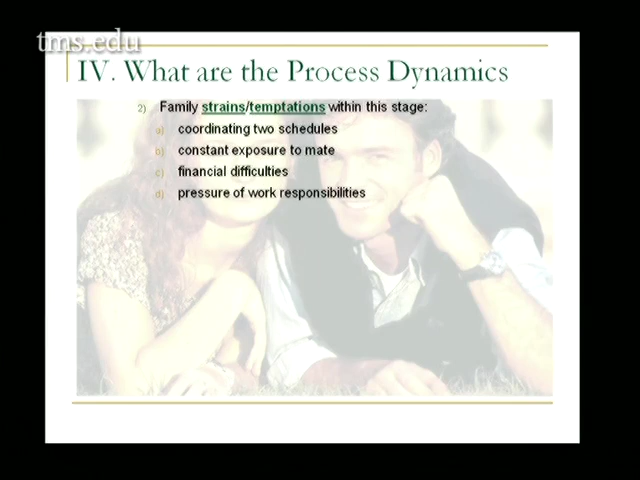 tms.edu
IV. What are the Process Dynamics
2) Family strains/temptations within this stage:
a) coordinating two schedules
b) constant exposure to mate
c) financial difficulties
d) pressure of work responsibilities